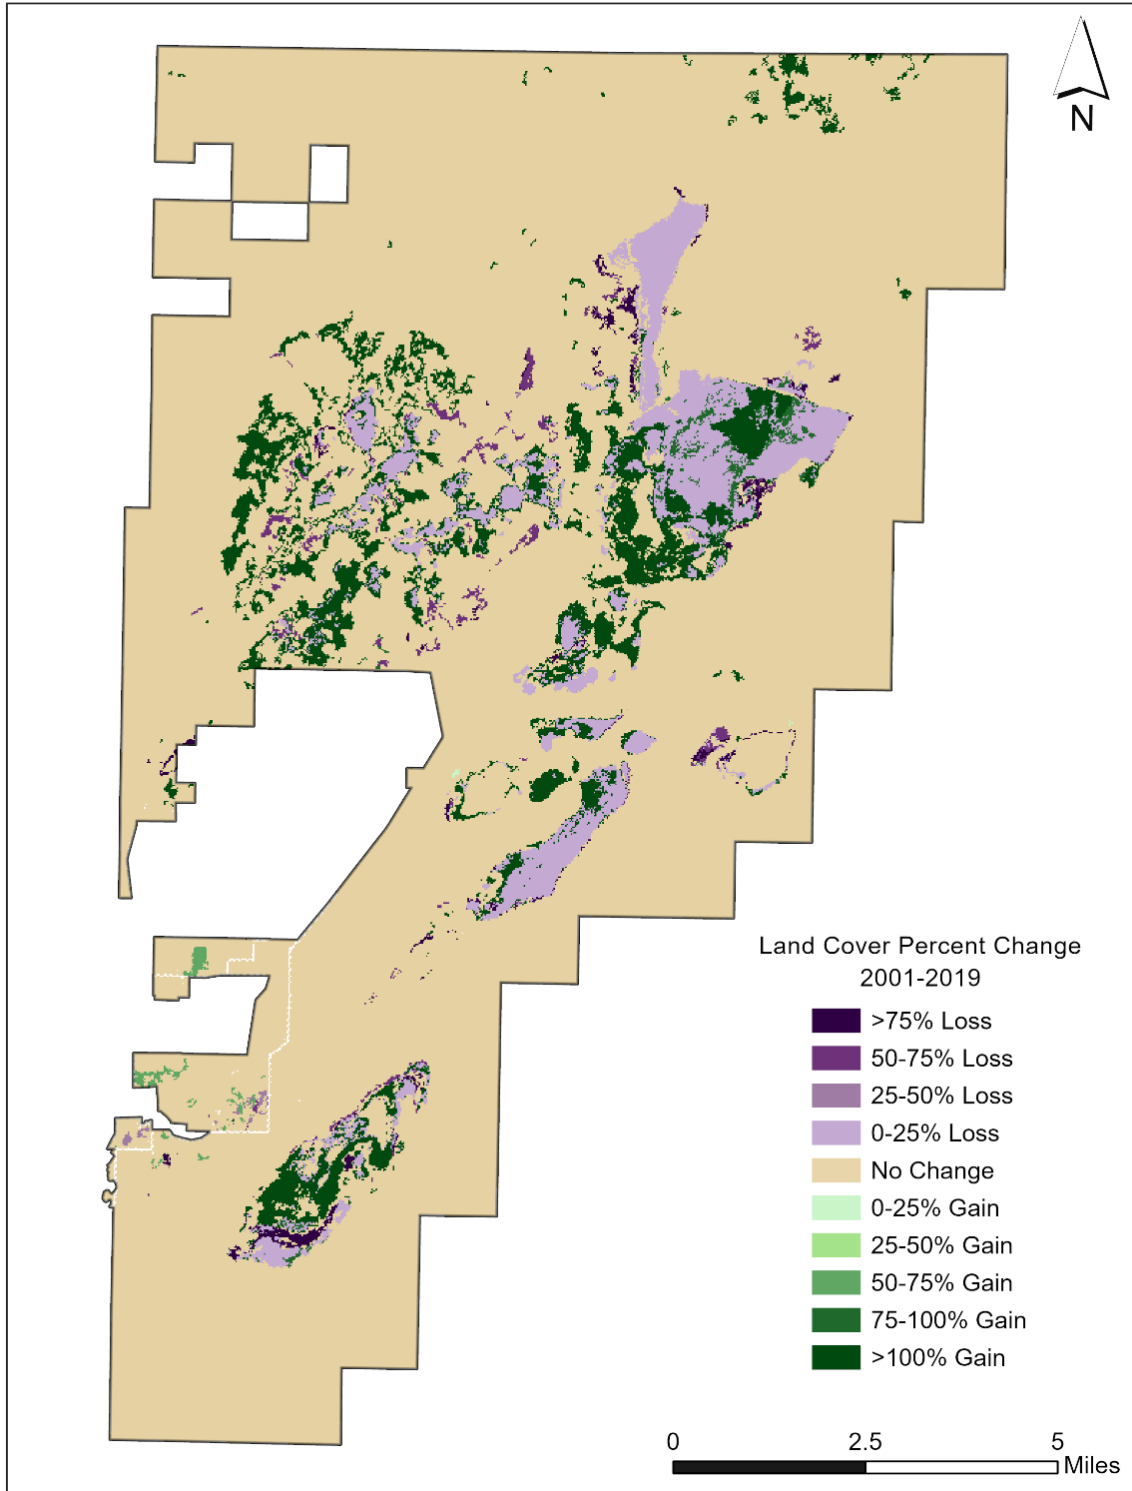 N
Land Cover Percent Change
2001-2019
>75% Loss
50-75% Loss
25-50% Loss
0-25% Loss
No Change
0-25% Gain
25-50% Gain
50-75% Gain
75-100% Gain
>100% Gain
0 2.5 5
Miles